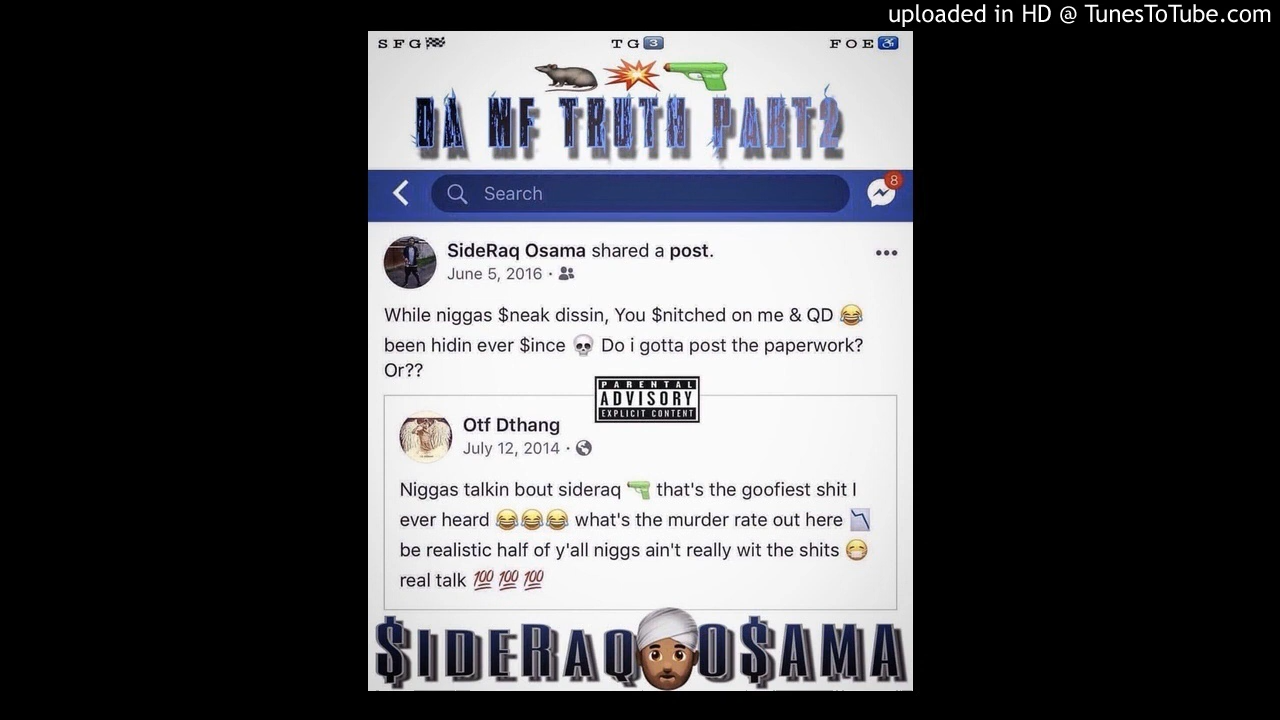 uploaded in HD @ TunesToTube.com
SFG🏁 TG3️⃣ FOE♿
🐀💥🔫
DA NF TRUTH PART2
Search
8
SideRaq Osama shared a post.
June 5, 2016 ·
While niggas $neak dissin, You $nitched on me & QD 😂
been hidin ever $ince 💀 Do i gotta post the paperwork?
Or??
PARENTAL
ADVISORY
EXPLICIT CONTENT
Otf Dthang
July 12, 2014 ·
Niggas talkin bout sideraq 🔫 that's the goofiest shit I
ever heard 😂😂😂 what's the murder rate out here 📉
be realistic half of y'all niggs ain't really wit the shits 😷
real talk 💯💯💯
$IDERAQ O$AMA